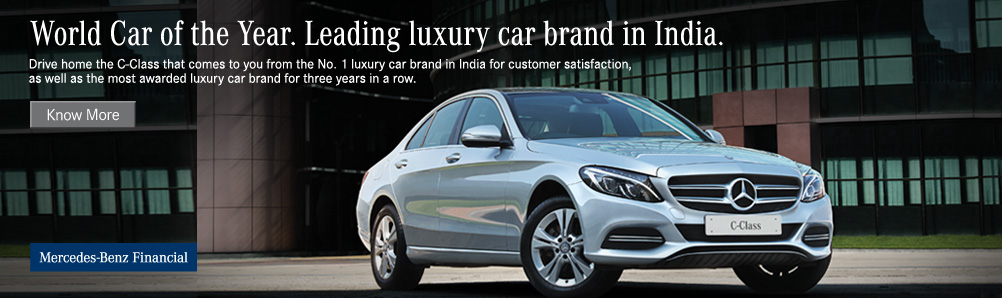 World Car of the Year. Leading luxury car brand in India.
Drive home the C-Class that comes to you from the No. 1 luxury car brand in India for customer satisfaction,
as well as the most awarded luxury car brand for three years in a row.
Know More
C-Class
Mercedes-Benz Financial